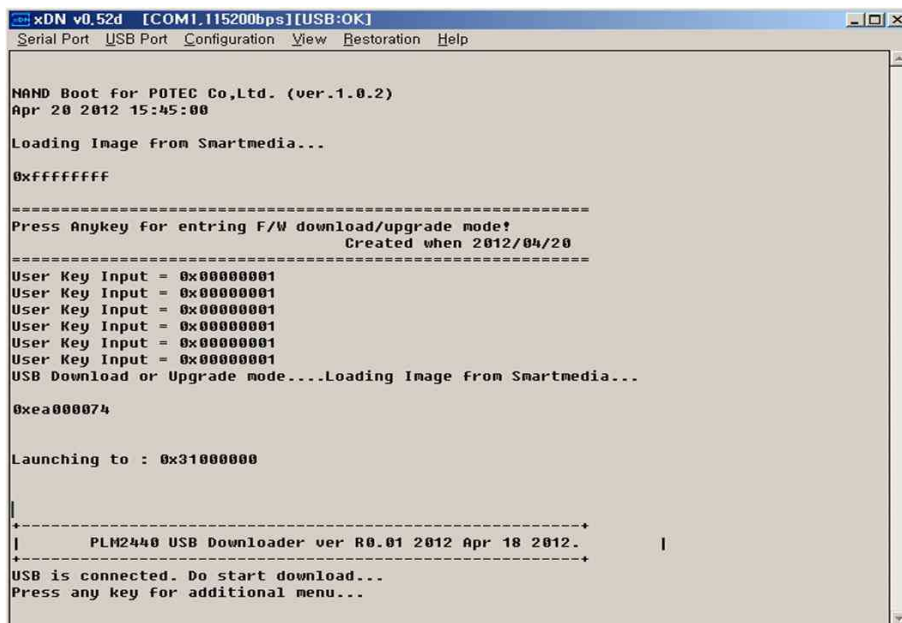 xDN v0.52d [COM1,115200bps][USB:OK]
Serial Port USB Port Configuration View Restoration Help
NAND Boot for POTEC Co,Ltd. (ver.1.0.2)
Apr 20 2012 15:45:00
Loading Image from Smartmedia...
0xffffffff
===========================================================
Press Anykey for entring F/W download/upgrade mode!
Created when 2012/04/20
===========================================================
User Key Input = 0x00000001
User Key Input = 0x00000001
User Key Input = 0x00000001
User Key Input = 0x00000001
User Key Input = 0x00000001
User Key Input = 0x00000001
USB Download or Upgrade mode....Loading Image from Smartmedia...
0xea000074
Launching to : 0x31000000
+---------------------------------------------------------+
| PLM2440 USB Downloader ver R0.01 2012 Apr 18 2012. |
+---------------------------------------------------------+
USB is connected. Do start download...
Press any key for additional menu...